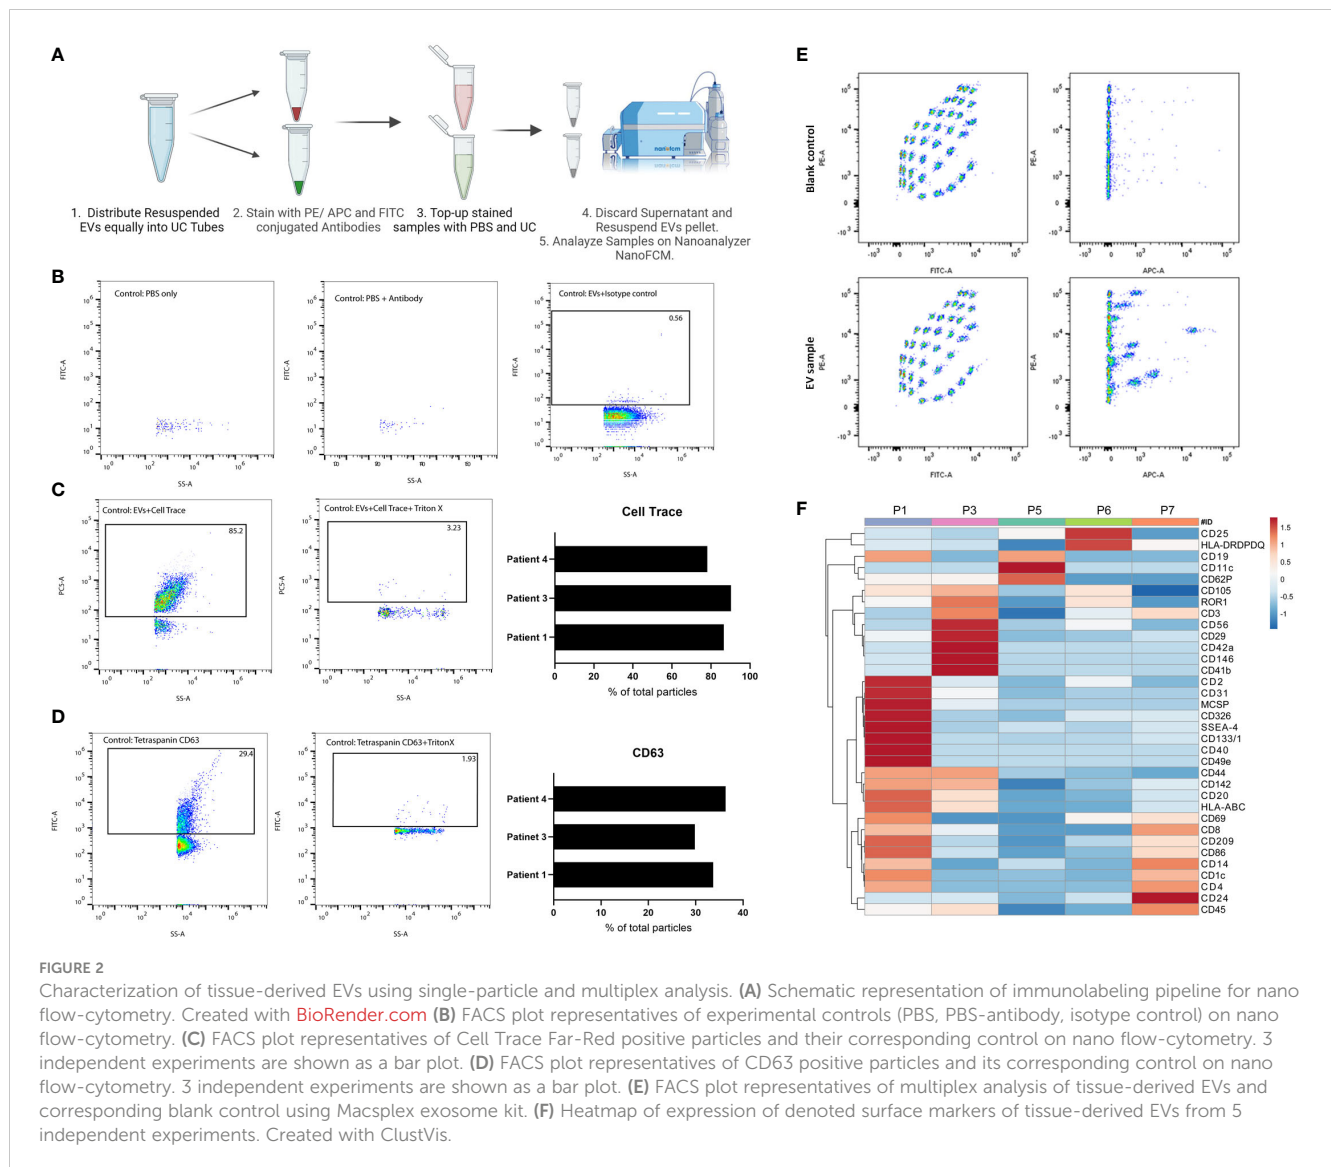 A
nanofcm
1. Distribute Resuspended
EVs equally into UC Tubes
2. Stain with PE/ APC and FITC
conjugated Antibodies
3. Top-up stained
samples with PBS and UC
4. Discard Supernatant and
Resuspend EVs pellet.
5. Analayze Samples on Nanoanalyzer
NanoFCM.
B
Control: PBS only
FITC-A
SS-A
Control: PBS + Antibody
FITC-A
SS-A
Control: EVs+Isotype control
0.56
FITC-A
SS-A
C
Control: EVs+Cell Trace
85.2
PC5-A
SS-A
Control: EVs+Cell Trace+ Triton X
3.23
PC5-A
SS-A
Cell Trace
Patient 4
Patient 3
Patient 1
0 20 40 60 80 100
% of total particles
D
Control: Tetraspanin CD63
29.4
FITC-A
SS-A
Control: Tetraspanin CD63+TritonX
1.93
FITC-A
SS-A
CD63
Patient 4
Patinet 3
Patient 1
0 10 20 30 40
% of total particles
E
Blank control
PE-A
FITC-A
PE-A
APC-A
EV sample
PE-A
FITC-A
PE-A
APC-A
F
P1 P3 P5 P6 P7
#ID
CD25
HLA-DRDPDQ
CD19
CD11c
CD62P
CD105
ROR1
CD3
CD56
CD29
CD42a
CD146
CD41b
CD2
CD31
MCSP
CD326
SSEA-4
CD133/1
CD40
CD49e
CD44
CD142
CD20
HLA-ABC
CD69
CD8
CD209
CD86
CD14
CD1c
CD4
CD24
CD45
1.5
1
0.5
0
-0.5
-1
FIGURE 2
Characterization of tissue-derived EVs using single-particle and multiplex analysis. (A) Schematic representation of immunolabeling pipeline for nano
flow-cytometry. Created with BioRender.com (B) FACS plot representatives of experimental controls (PBS, PBS-antibody, isotype control) on nano
flow-cytometry. (C) FACS plot representatives of Cell Trace Far-Red positive particles and their corresponding control on nano flow-cytometry. 3
independent experiments are shown as a bar plot. (D) FACS plot representatives of CD63 positive particles and its corresponding control on nano
flow-cytometry. 3 independent experiments are shown as a bar plot. (E) FACS plot representatives of multiplex analysis of tissue-derived EVs and
corresponding blank control using Macsplex exosome kit. (F) Heatmap of expression of denoted surface markers of tissue-derived EVs from 5
independent experiments. Created with ClustVis.